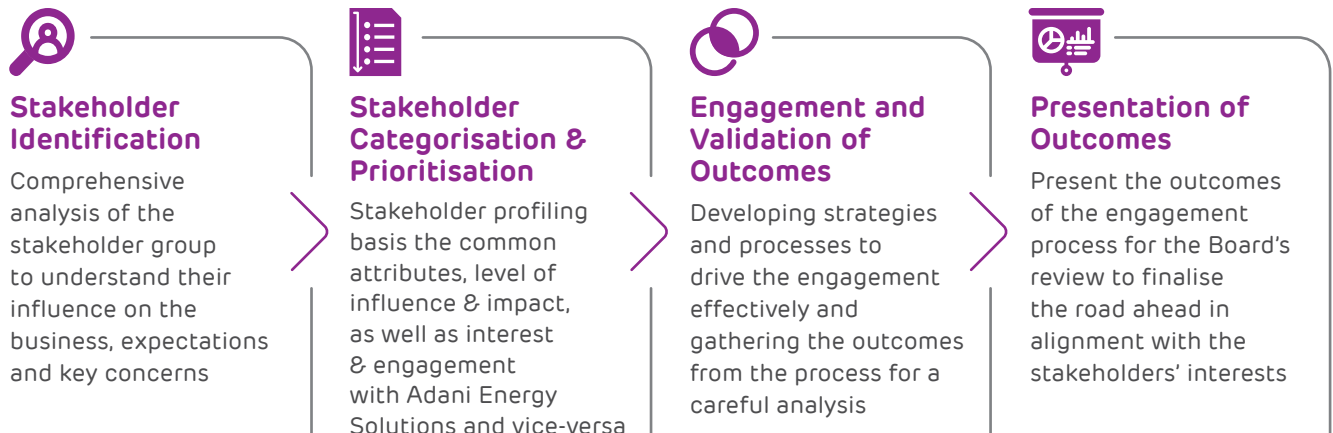 Stakeholder
Identification
Comprehensive
analysis of the
stakeholder group
to understand their
influence on the
business, expectations
and key concerns
Stakeholder
Categorisation &
Prioritisation
Stakeholder profiling
basis the common
attributes, level of
influence & impact,
as well as interest
& engagement
with Adani Energy
Solutions and vice-versa
Engagement and
Validation of
Outcomes
Developing strategies
and processes to
drive the engagement
effectively and
gathering the outcomes
from the process for a
careful analysis
Presentation of
Outcomes
Present the outcomes
of the engagement
process for the Board's
review to finalise
the road ahead in
alignment with the
stakeholders' interests